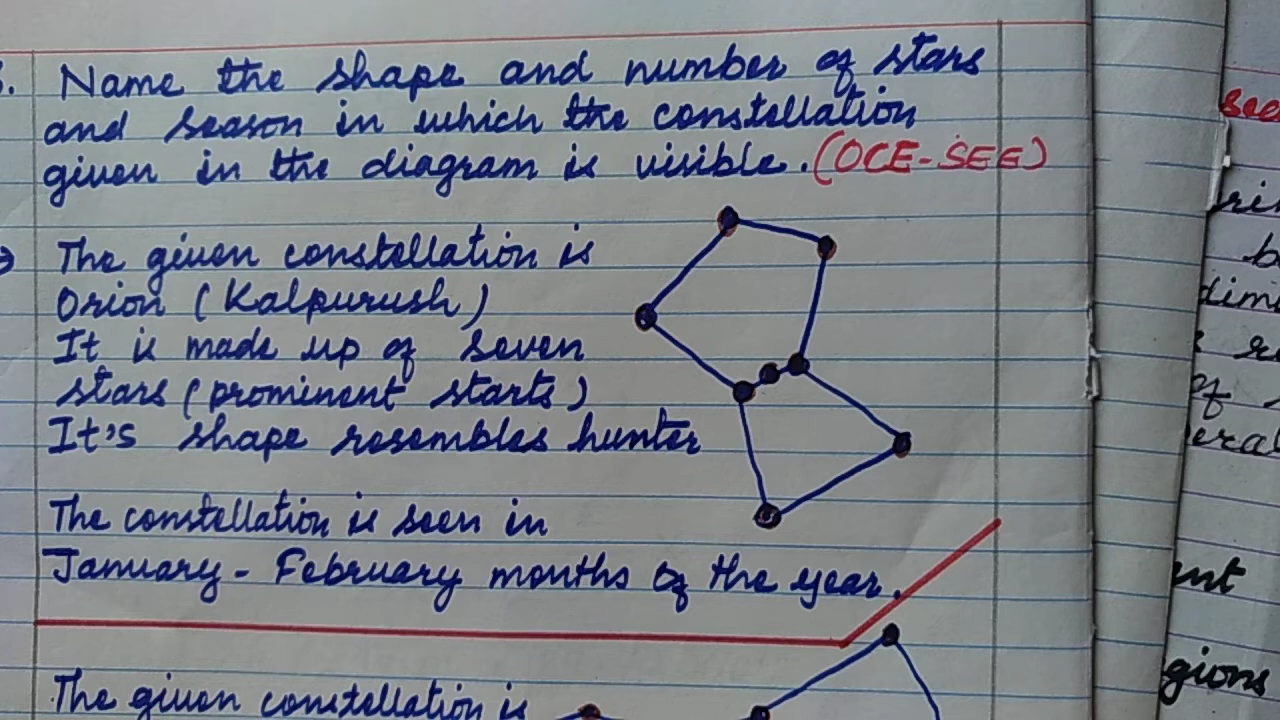 Name the shape and number of stars
and season in which the constellation
given in the diagram is visible. (OCE-SEE)
The given constellation is
Orion (Kalpurush)
It is made up of seven
stars (prominent starts)
It's shape resembles hunter
The constellation is seen in
January - February months of the year.
The given constellation is